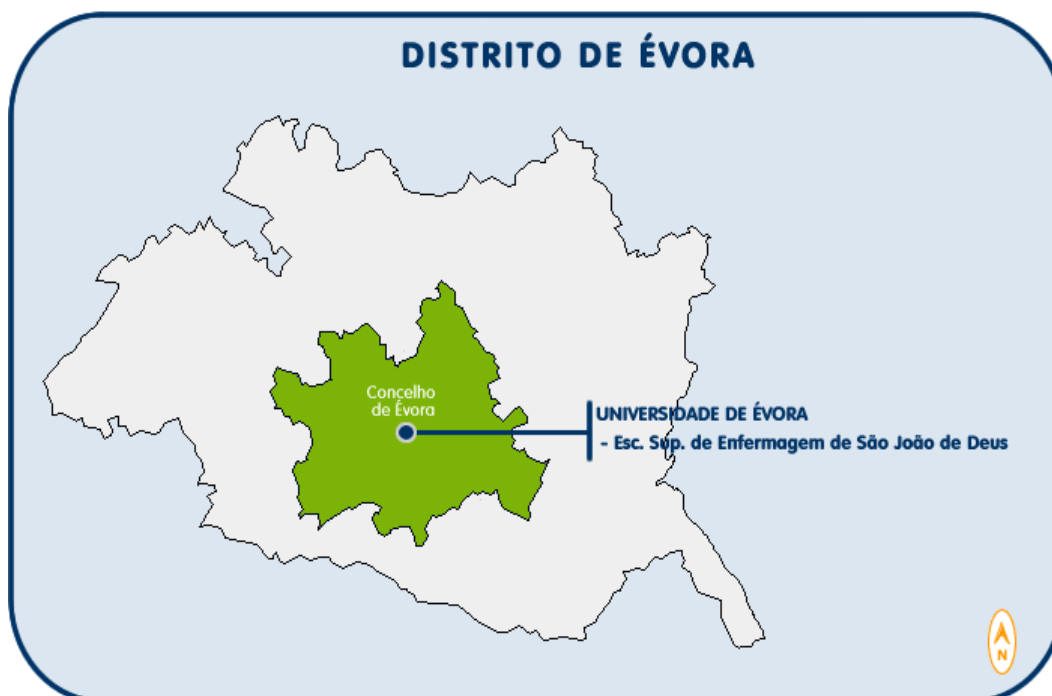 DISTRITO DE ÉVORA
Concelho
de Évora
UNIVERSIDADE DE ÉVORA
- Esc. Sup. de Enfermagem de São João de Deus
N